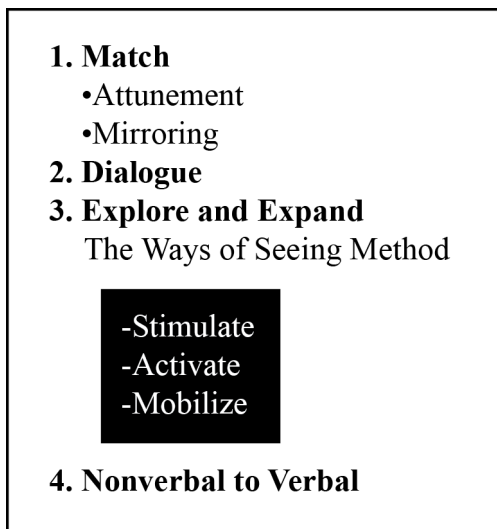 1. Match
•Attunement
•Mirroring
2. Dialogue
3. Explore and Expand
The Ways of Seeing Method
-Stimulate
-Activate
-Mobilize
4. Nonverbal to Verbal